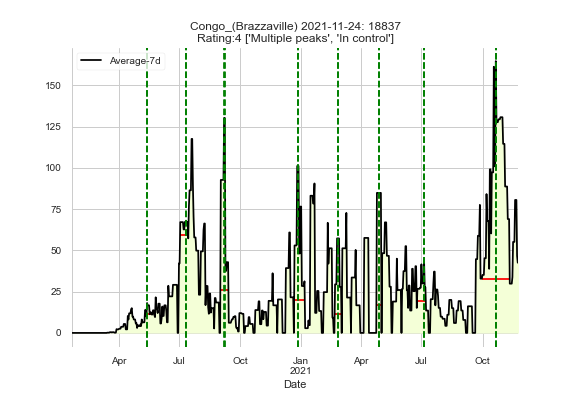 Congo_(Brazzaville) 2021-11-24: 18837
Rating:4 ['Multiple peaks', 'In control']
Average-7d
150
125
100
75
50
25
0
Apr Jul Oct Jan Apr Jul Oct
2021
Date